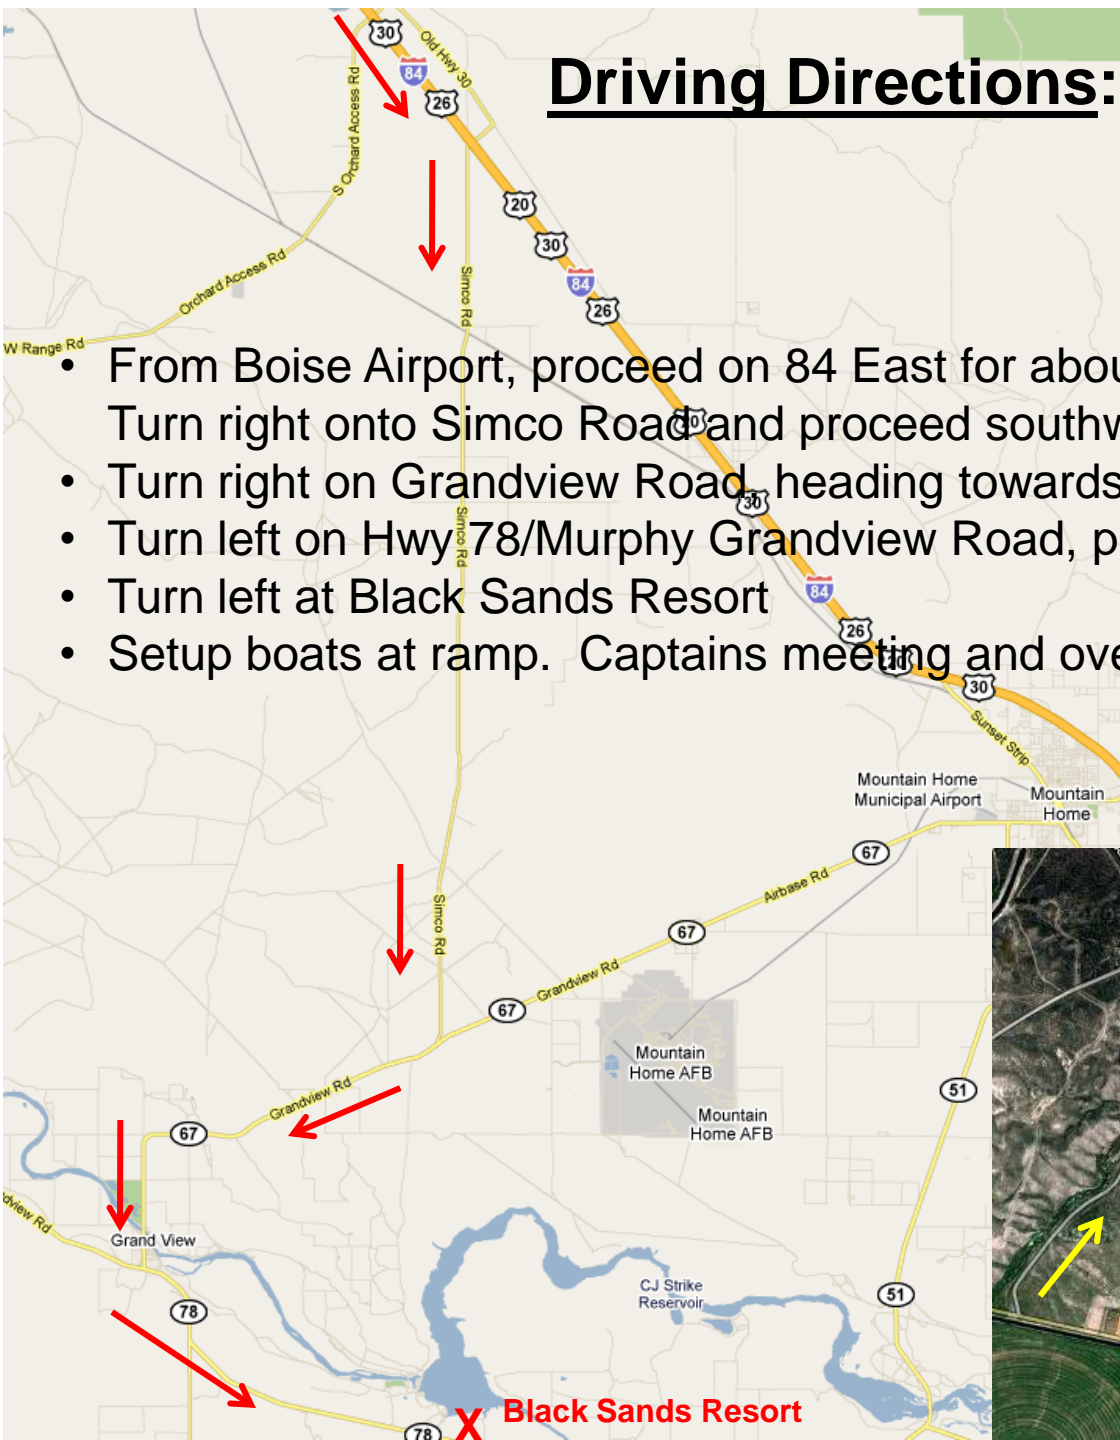 30
Old Hwy 30
84
26
Driving Directions:
S Orchard Access Rd
20
30
Orchard Access Rd
Simco Rd
84
26
W Range Rd
• From Boise Airport, proceed on 84 East for abou
Turn right onto Simco Road and proceed southw
• Turn right on Grandview Road, heading towards
30
Simco Rd
• Turn left on Hwy 78/Murphy Grandview Road, p
• Turn left at Black Sands Resort
84
26
• Setup boats at ramp. Captains meeting and ove
20
30
Sunset Strip
Mountain Home
Municipal Airport
Mountain
Home
67
Airbase Rd
Simco Rd
67
Grandview Rd
67
Mountain
Home AFB
Grandview Rd
51
Mountain
Home AFB
67
dview Rd
Grand View
CJ Strike
Reservoir
51
78
Black Sands Resort
X
78